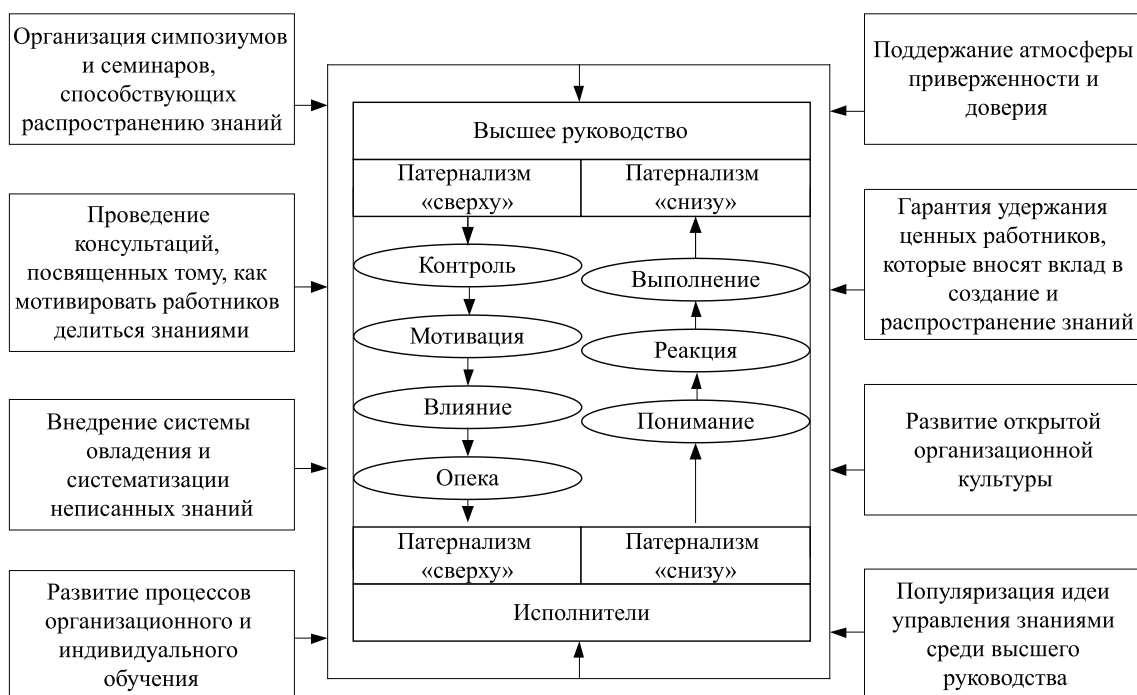 Организация симпозиумов
и семинаров,
способствующих
распространению знаний
Проведение
консультаций,
посвященных тому, как
мотивировать работников
делиться знаниями
Внедрение системы
овладения и
систематизации
неписанных знаний
Развитие процессов
организационного и
индивидуального
обучения
Высшее руководство
Патернализм
«сверху»
Патернализм
«снизу»
Контроль
Мотивация
Влияние
Опека
Выполнение
Реакция
Понимание
Патернализм
«сверху»
Патернализм
«снизу»
Исполнители
Поддержание атмосферы
приверженности и
доверия
Гарантия удержания
ценных работников,
которые вносят вклад в
создание и
распространение знаний
Развитие открытой
организационной
культуры
Популяризация идеи
управления знаниями
среди высшего
руководства